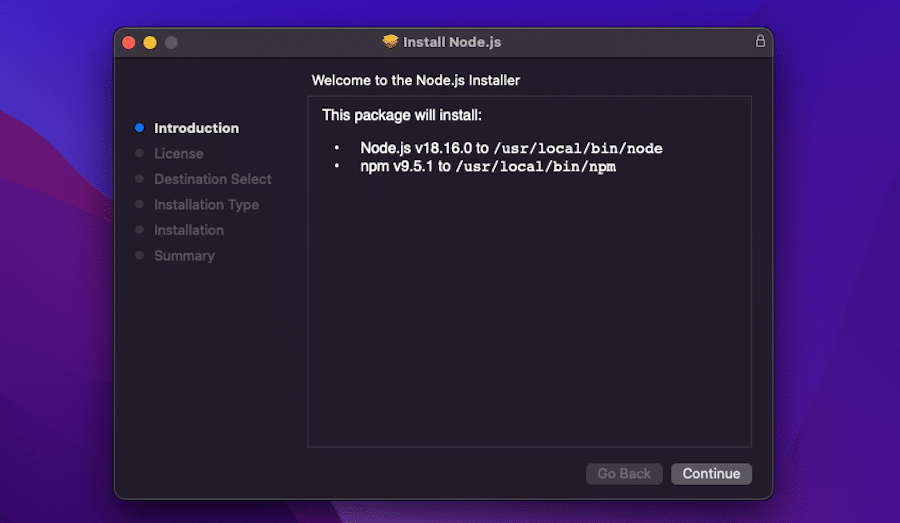 Install Node.js
Welcome to the Node.js Installer
Introduction
License
Destination Select
Installation Type
Installation
Summary
This package will install:
• Node.js v18.16.0 to /usr/local/bin/node
• npm v9.5.1 to /usr/local/bin/npm
Go Back
Continue